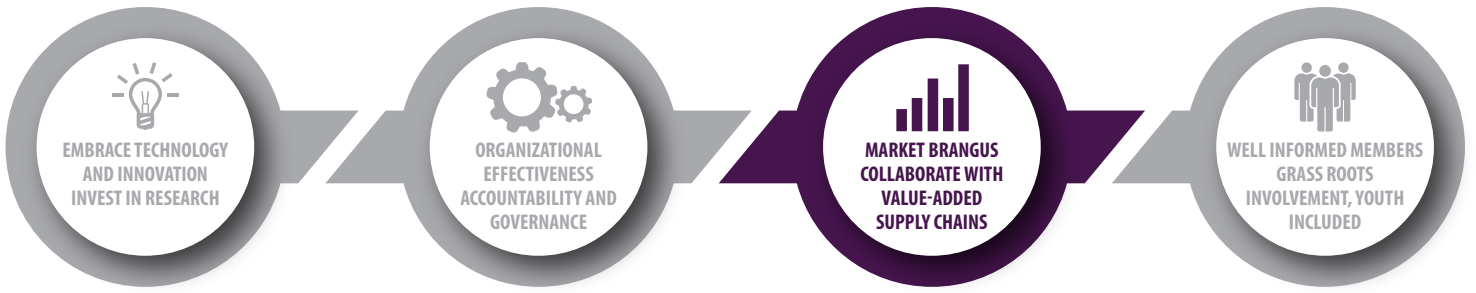 EMBRACE TECHNOLOGY
AND INNOVATION
INVEST IN RESEARCH
ORGANIZATIONAL
EFFECTIVENESS
ACCOUNTABILITY AND
GOVERNANCE
MARKET BRANGUS
COLLABORATE WITH
VALUE-ADDED
SUPPLY CHAINS
WELL INFORMED MEMBERS
GRASS ROOTS
INVOLVEMENT, YOUTH
INCLUDED